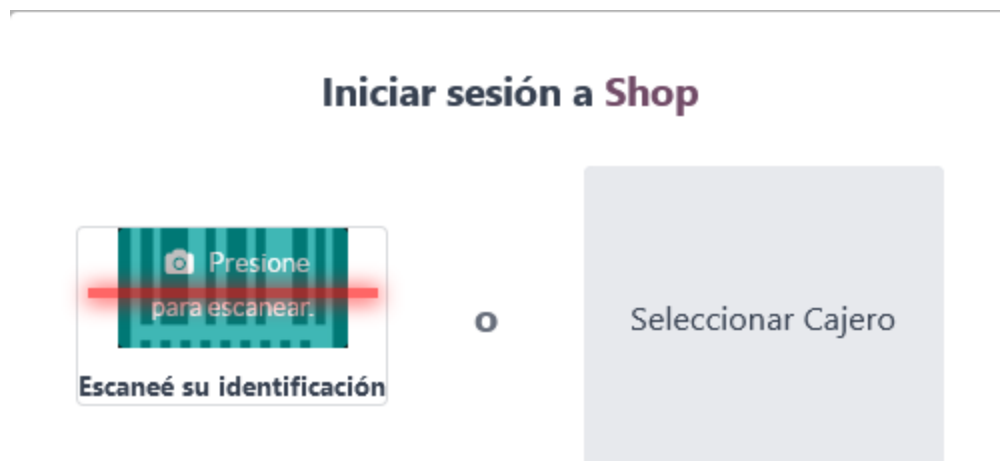 Iniciar sesión a Shop
Presione
para escanear.
Escaneé su identificación
o
Seleccionar Cajero